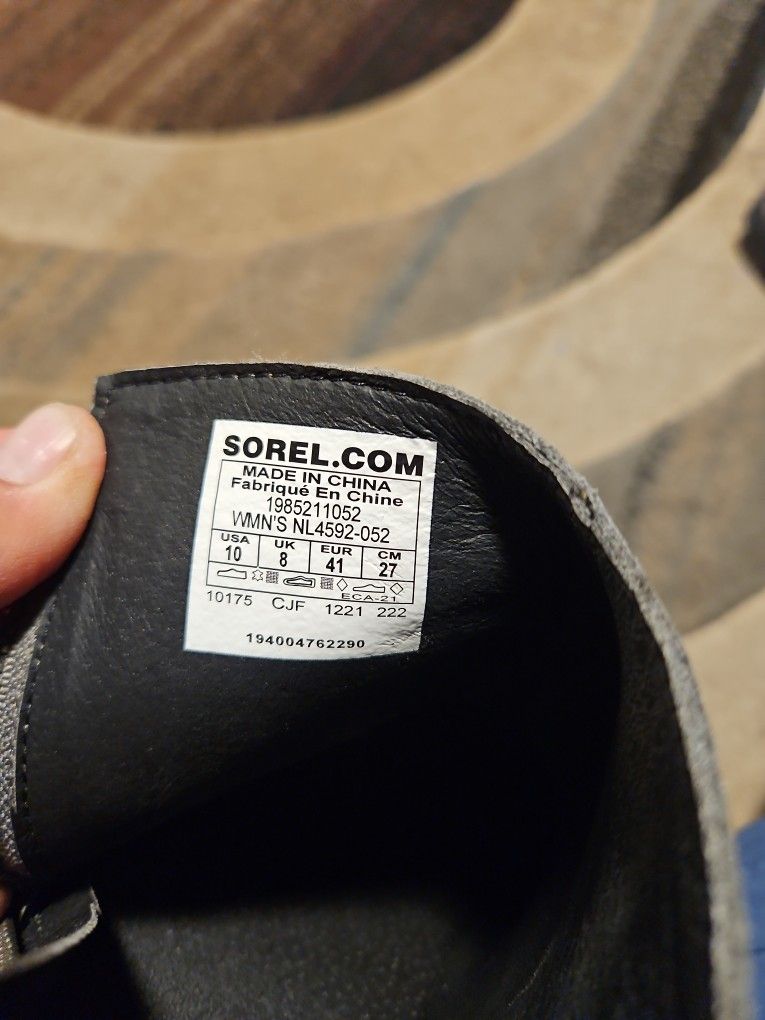 SOREL.COM
MADE IN CHINA
Fabriqué En Chine
1985211052
WMN'S NL4592-052
USA UK EUR CM
10 8 41 27
ECA-21
10175 CJF 1221 222
194004762290